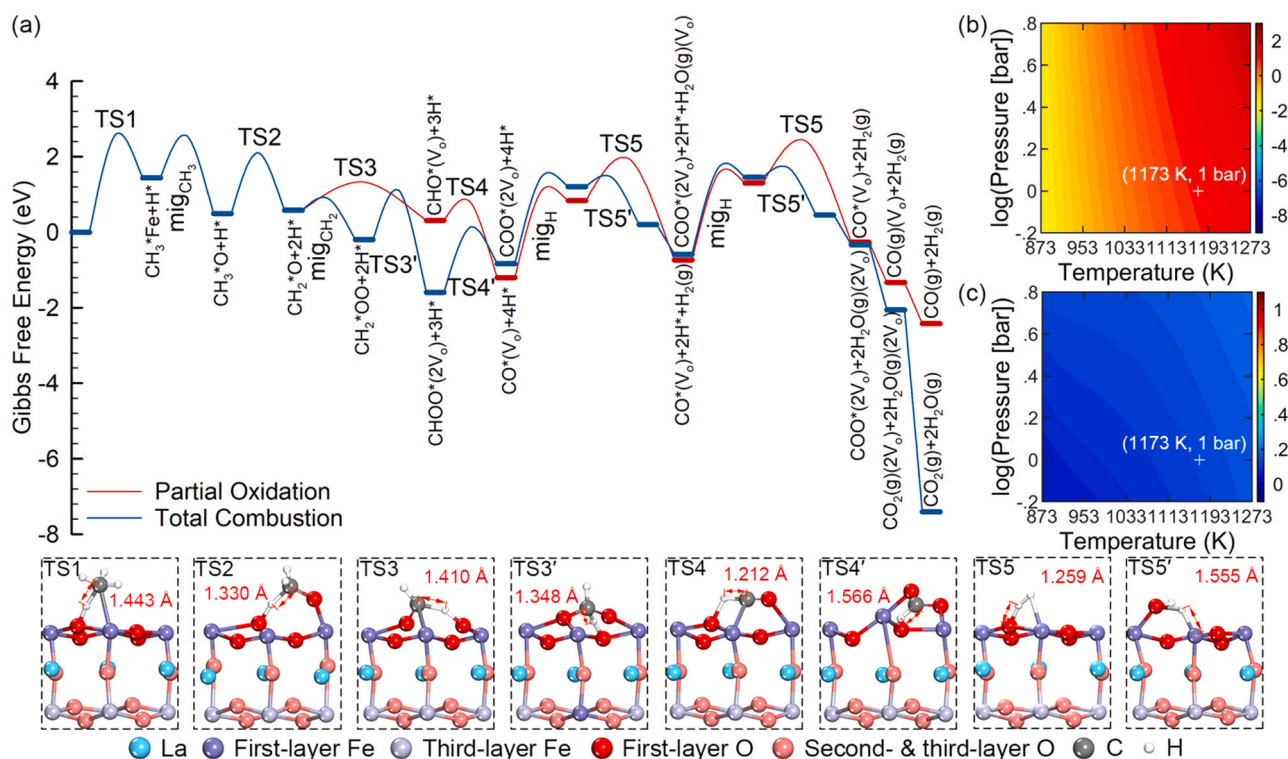 (a)
Gibbs Free Energy (eV)
4
2
0
-2
-4
-6
-8
TS1
CH₃*Fe+H*
mig_CH₃
CH₃*O+H*
TS2
CH₂*O+2H*
mig_CH₂
CH₂*OO+2H*
TS3
TS3'
CHO*(Vₒ)+3H*
CHOO*(2Vₒ)+3H*
TS4
TS4'
COO*(2Vₒ)+4H*
CO*(Vₒ)+4H*
mig_H
TS5
TS5'
COO*(2Vₒ)+2H*+H₂O(g)(Vₒ)
CO*(Vₒ)+2H*+H₂(g)
mig_H
TS5
TS5'
CO*(Vₒ)+2H₂(g)
COO*(2Vₒ)+2H₂O(g)(2Vₒ)
CO(g)(Vₒ)+2H₂(g)
CO₂(g)(2Vₒ)+2H₂O(g)(2Vₒ)
CO(g)+2H₂(g)
CO₂(g)+2H₂O(g)
Partial Oxidation
Total Combustion
(b)
log(Pressure [bar])
.8
.6
.4
.2
0
-.2
(1173 K, 1 bar)
873 953 1033 1113 1193 1273
Temperature (K)
2
0
-2
-4
-6
-8
(c)
log(Pressure [bar])
.8
.6
.4
.2
0
-.2
(1173 K, 1 bar)
873 953 1033 1113 1193 1273
Temperature (K)
1
.8
.6
.4
.2
0
TS1
1.443 Å
TS2
1.330 Å
TS3
1.410 Å
TS3'
1.348 Å
TS4
1.212 Å
TS4'
1.566 Å
TS5
1.259 Å
TS5'
1.555 Å
La First-layer Fe Third-layer Fe First-layer O Second- & third-layer O C H